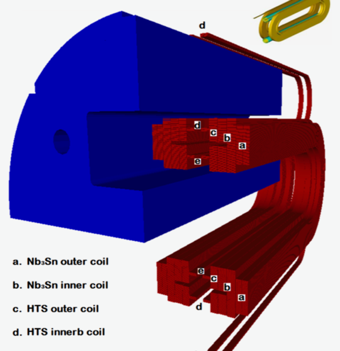 d
d
c
b
a
e
e
c
b
a
d
a. Nb₃Sn outer coil
b. Nb₃Sn inner coil
c. HTS outer coil
d. HTS innerb coil